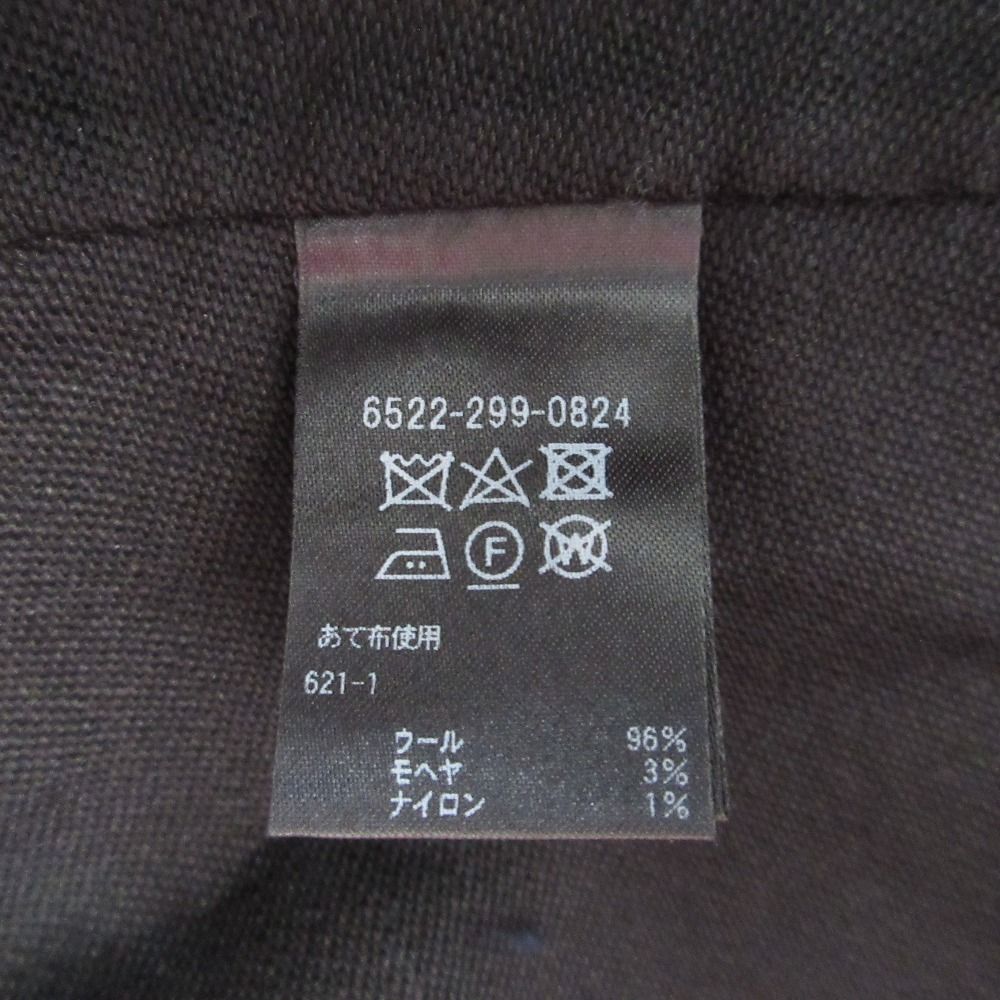 6522-299-0824
F W
あて布使用
621-1
ウール 96%
モヘヤ 3%
ナイロン 1%